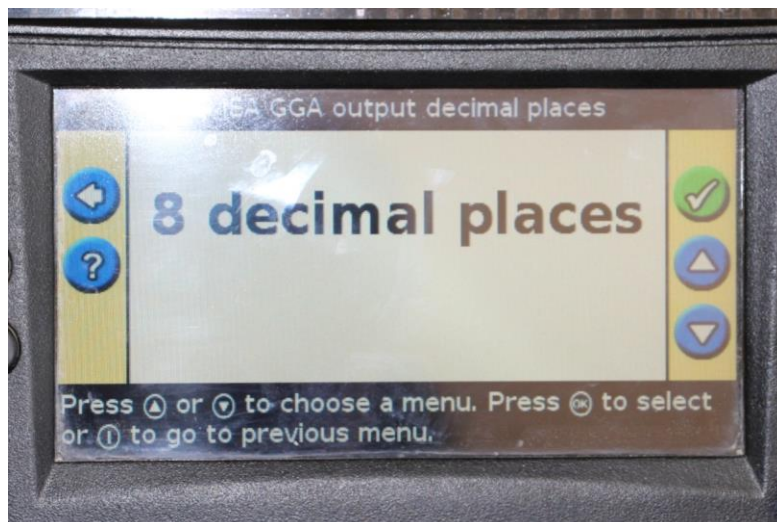 GGA output decimal places
8 decimal places
?
Press or to choose a menu. Press OK to select
or to go to previous menu.